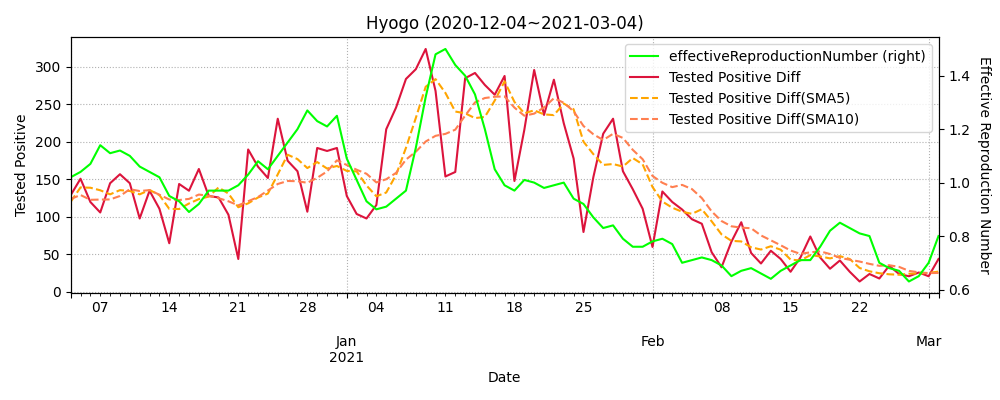 Hyogo (2020-12-04~2021-03-04)
effectiveReproductionNumber (right)
Tested Positive Diff
Tested Positive Diff(SMA5)
Tested Positive Diff(SMA10)
Tested Positive
300
250
200
150
100
50
0
1.4
1.2
1.0
0.8
0.6
Effective Reproduction Number
07 14 21 28 04 11 18 25 08 15 22
Jan Feb Mar
2021
Date